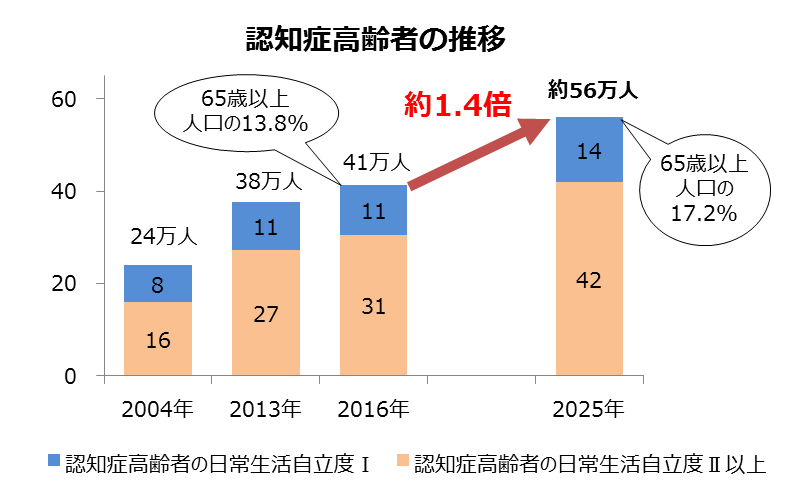 認知症高齢者の推移
60
40
20
0
65歳以上
人口の13.8%
約1.4倍
約56万人
65歳以上
人口の
17.2%
24万人
38万人
41万人
8
16
11
27
11
31
14
42
2004年
2013年
2016年
2025年
認知症高齢者の日常生活自立度Ⅰ
認知症高齢者の日常生活自立度Ⅱ以上